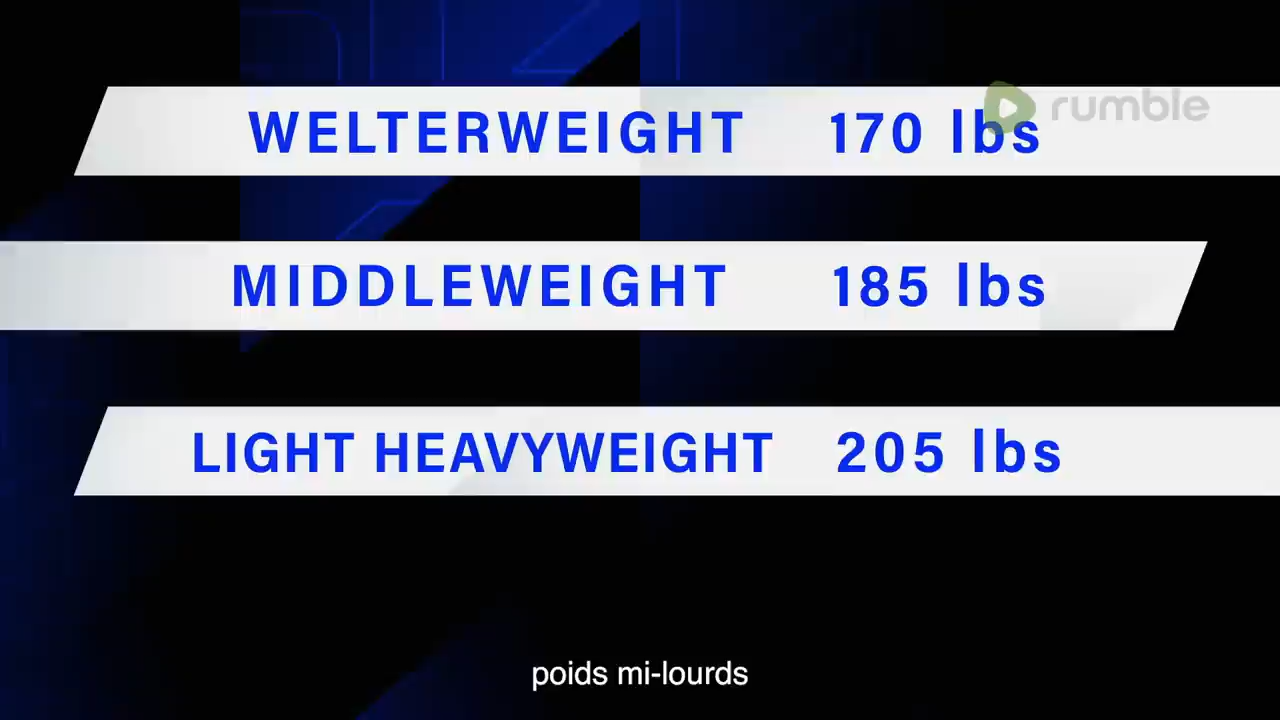 WELTERWEIGHT 170 lbs
rumble
MIDDLEWEIGHT 185 lbs
LIGHT HEAVYWEIGHT 205 lbs
poids mi-lourds